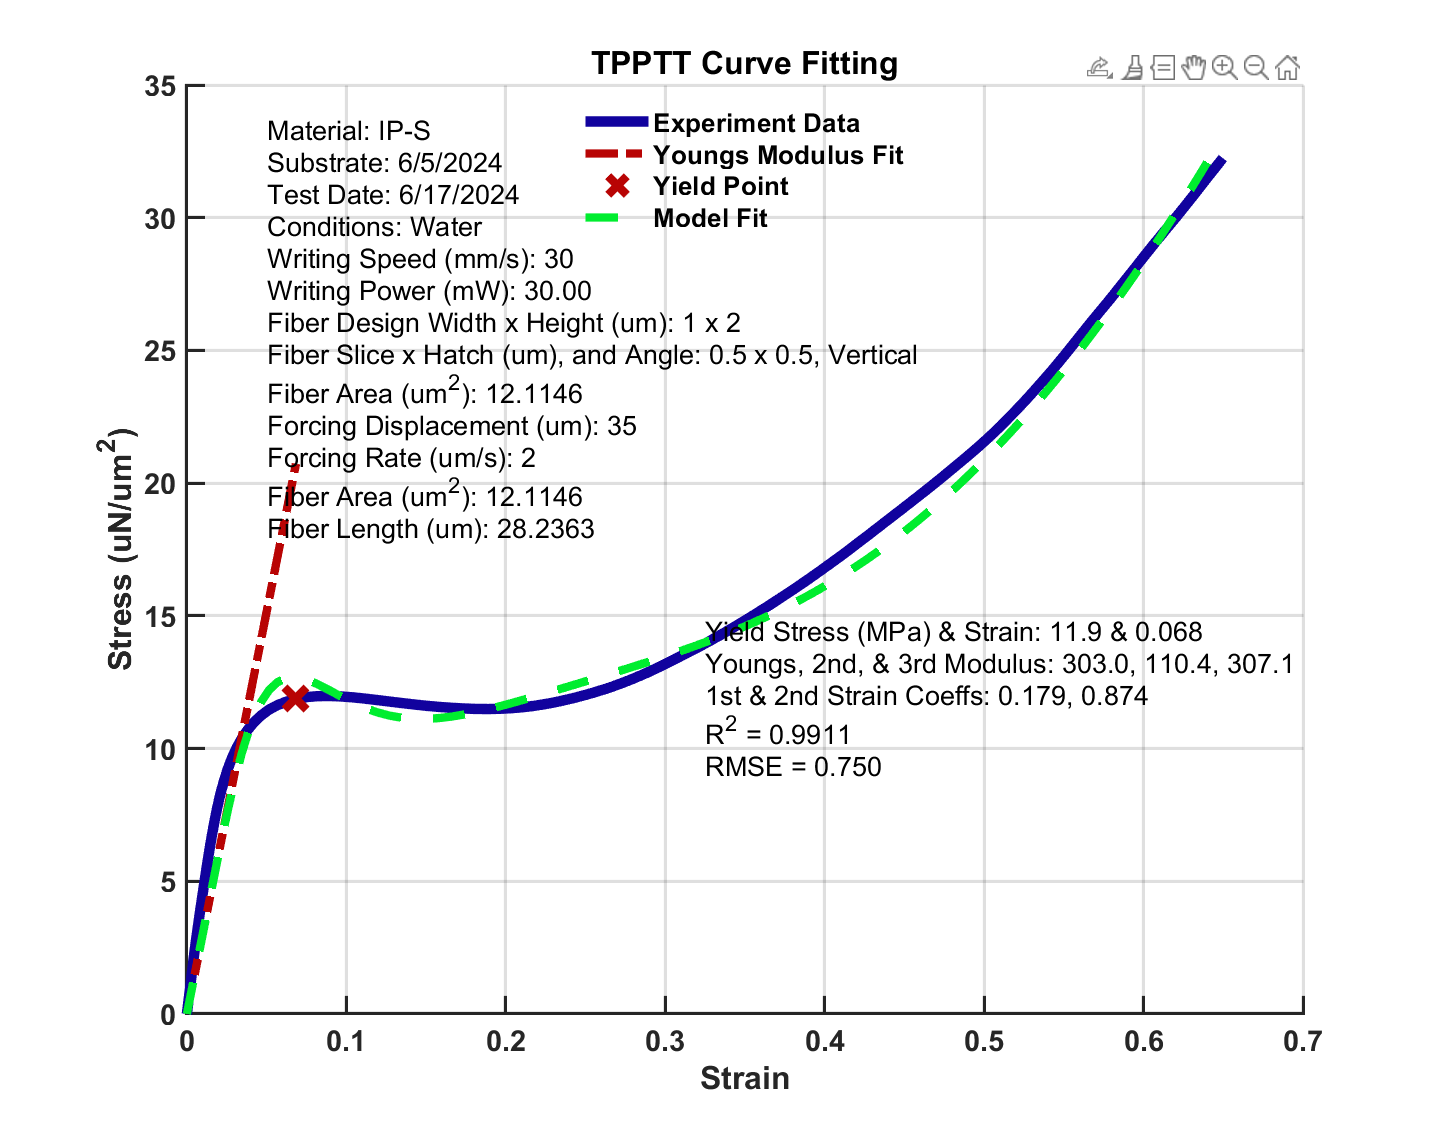 TPPTT Curve Fitting
Material: IP-S
Substrate: 6/5/2024
Test Date: 6/17/2024
Conditions: Water
Writing Speed (mm/s): 30
Writing Power (mW): 30.00
Fiber Design Width x Height (um): 1 x 2
Fiber Slice x Hatch (um), and Angle: 0.5 x 0.5, Vertical
Fiber Area (um²): 12.1146
Forcing Displacement (um): 35
Forcing Rate (um/s): 2
Fiber Area (um²): 12.1146
Fiber Length (um): 28.2363
Experiment Data
Youngs Modulus Fit
Yield Point
Model Fit
Yield Stress (MPa) & Strain: 11.9 & 0.068
Youngs, 2nd, & 3rd Modulus: 303.0, 110.4, 307.1
1st & 2nd Strain Coeffs: 0.179, 0.874
R² = 0.9911
RMSE = 0.750
Stress (uN/um²)
35
30
25
20
15
10
5
0
0 0.1 0.2 0.3 0.4 0.5 0.6 0.7
Strain